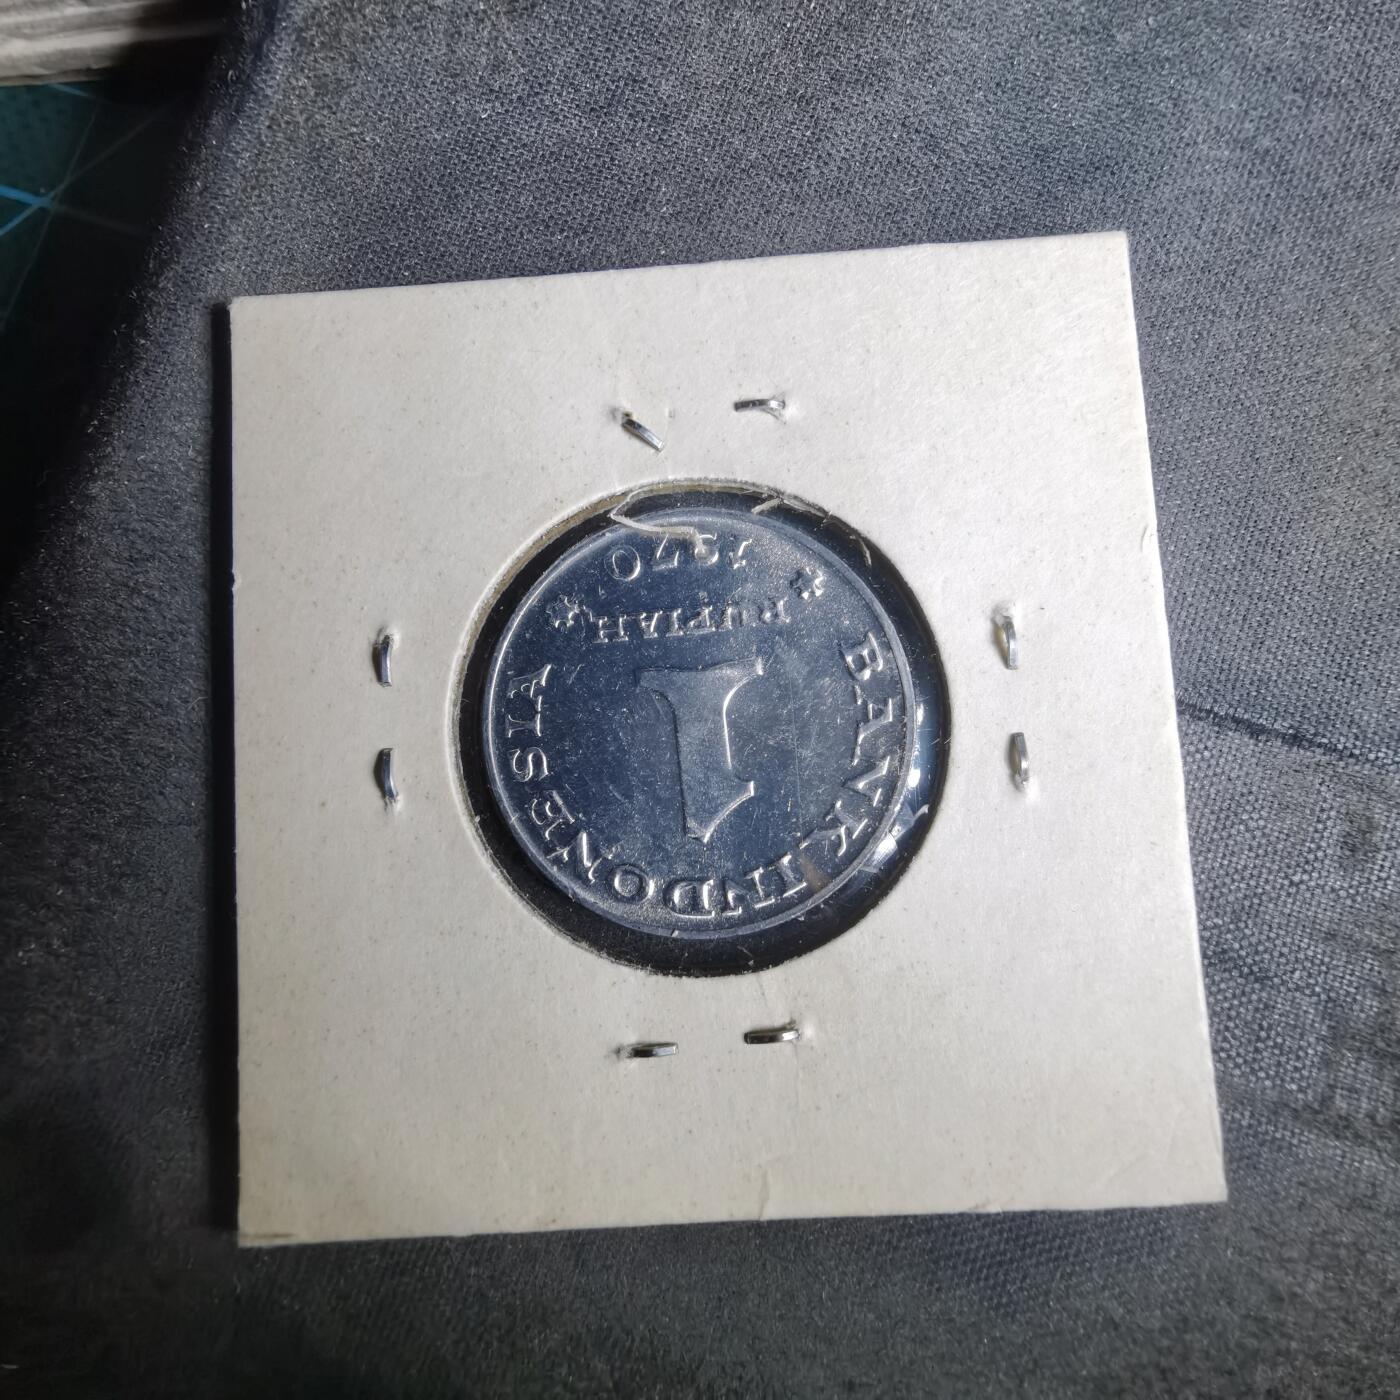 BANK INDONESIA
1
RUPIAH
1970